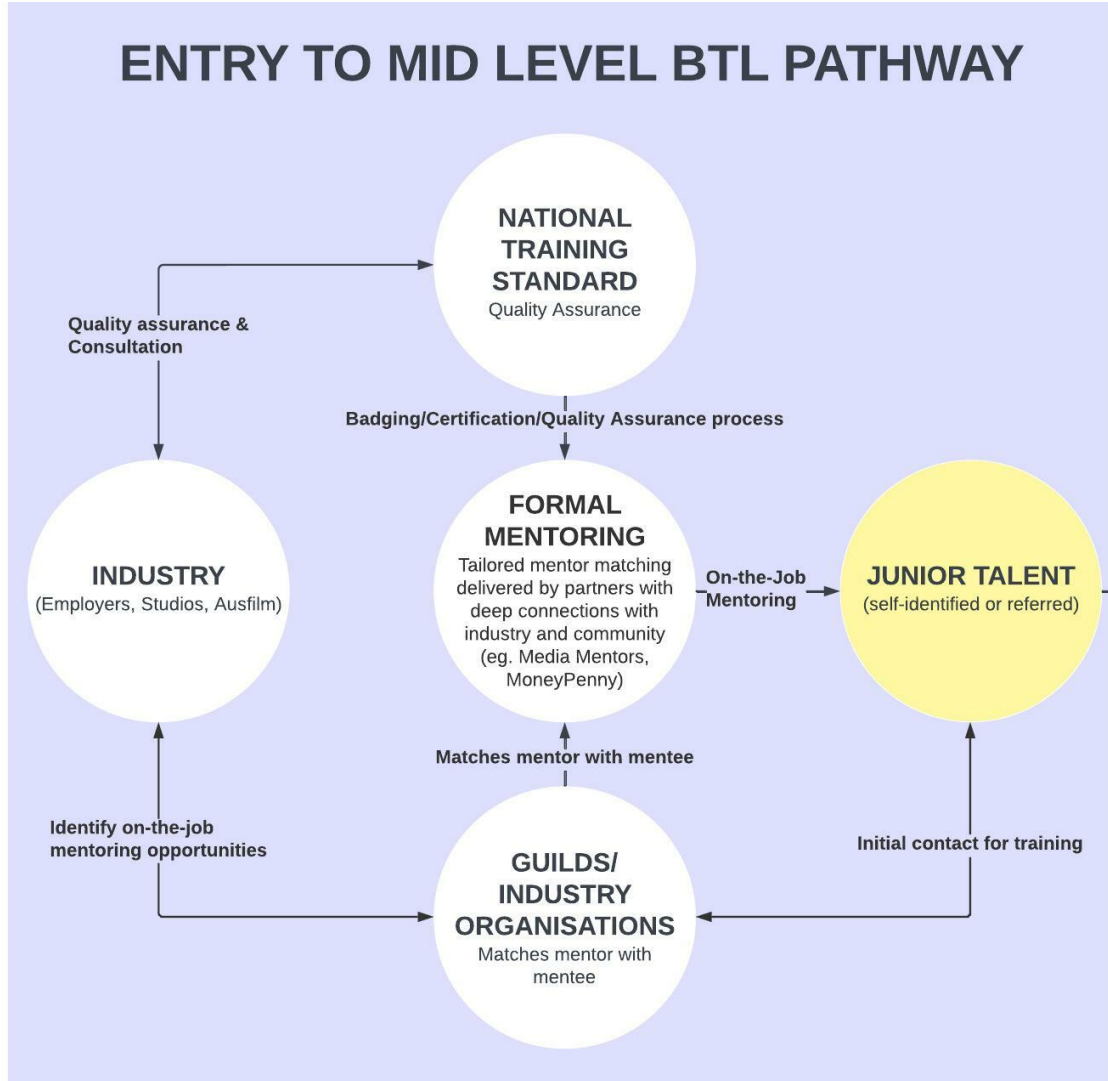 ENTRY TO MID LEVEL BTL PATHWAY
NATIONAL
TRAINING
STANDARD
Quality Assurance
Quality assurance &
Consultation
Badging/Certification/Quality Assurance process
INDUSTRY
(Employers, Studios, Ausfilm)
FORMAL
MENTORING
Tailored mentor matching
delivered by partners with
deep connections with
industry and community
(eg. Media Mentors,
MoneyPenny)
On-the-Job
Mentoring
JUNIOR TALENT
(self-identified or referred)
Matches mentor with mentee
Identify on-the-job
mentoring opportunities
Initial contact for training
GUILDS/
INDUSTRY
ORGANISATIONS
Matches mentor with
mentee